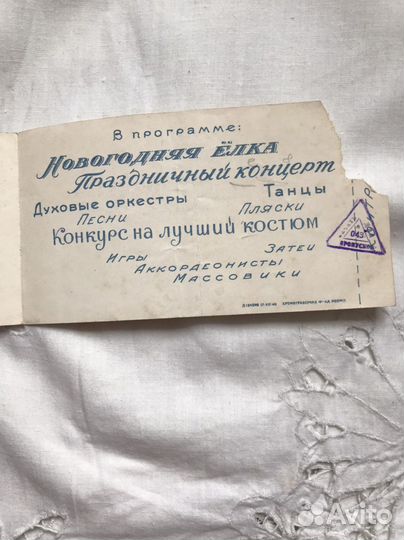 В программе:
Новогодняя Ёлка
Праздничный концерт
Духовые оркестры Танцы
Песни Пляски
Конкурс на лучший костюм
Игры Затеи
Аккордеонисты
Массовики
043
Avito